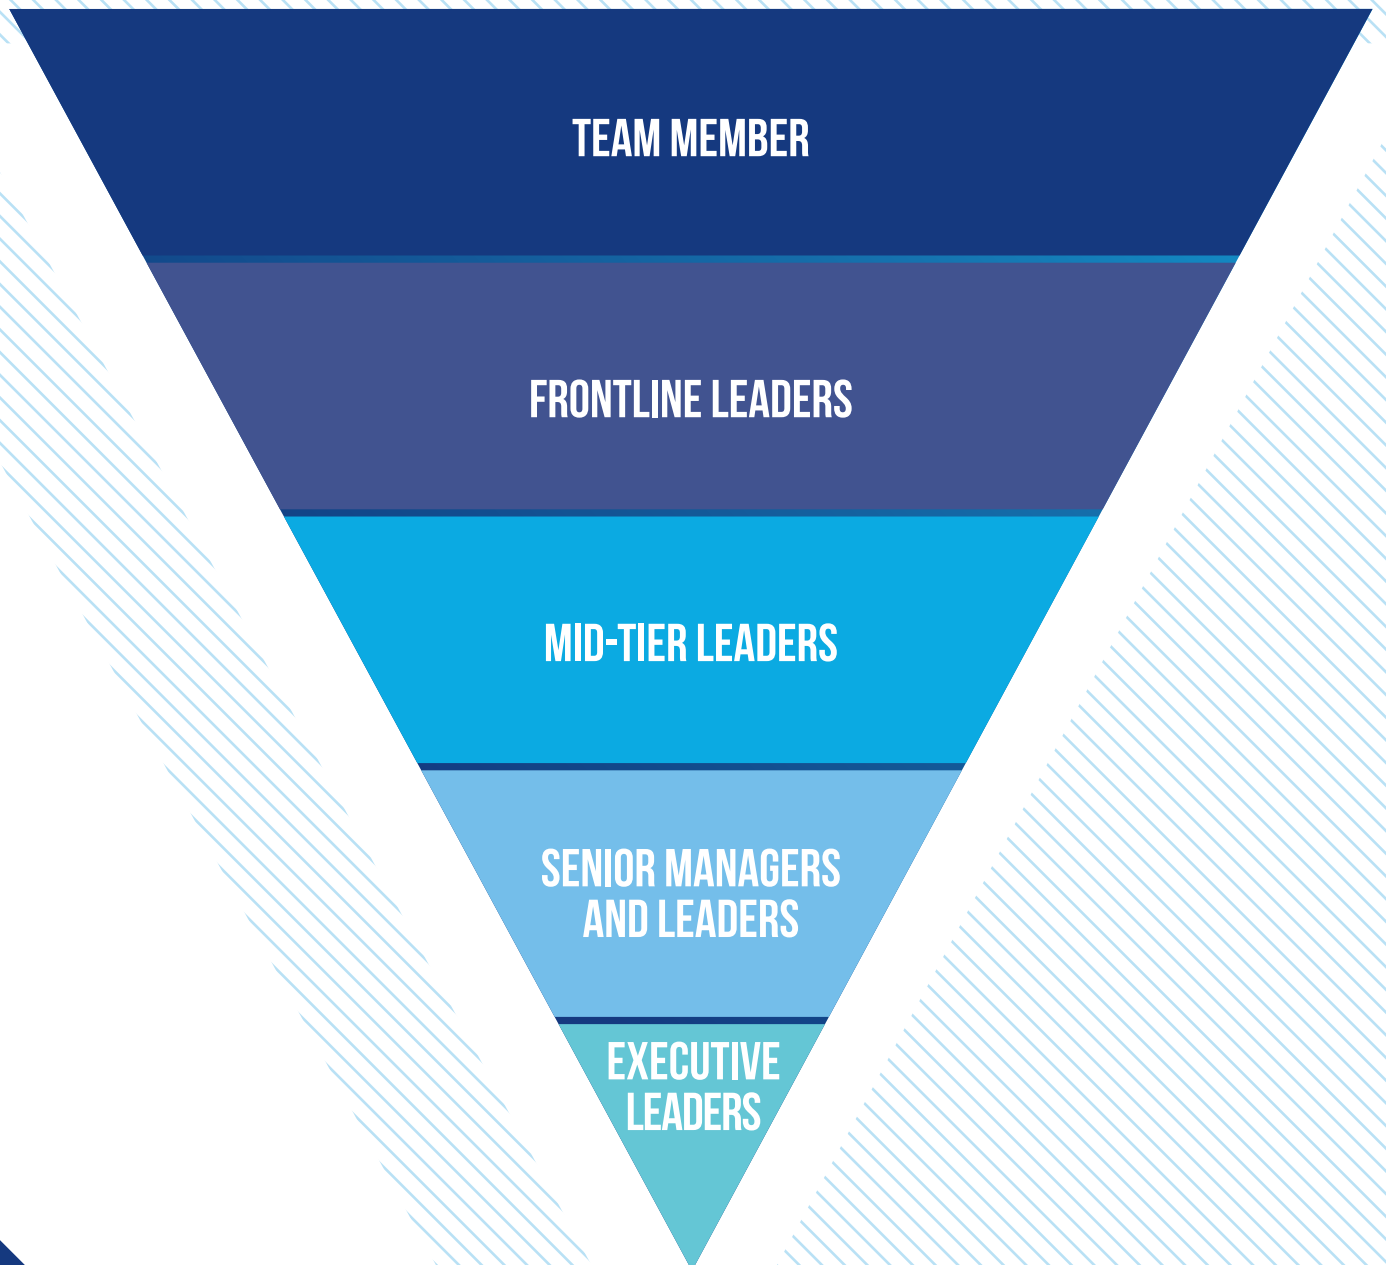 TEAM MEMBER
FRONTLINE LEADERS
MID-TIER LEADERS
SENIOR MANAGERS
AND LEADERS
EXECUTIVE
LEADERS